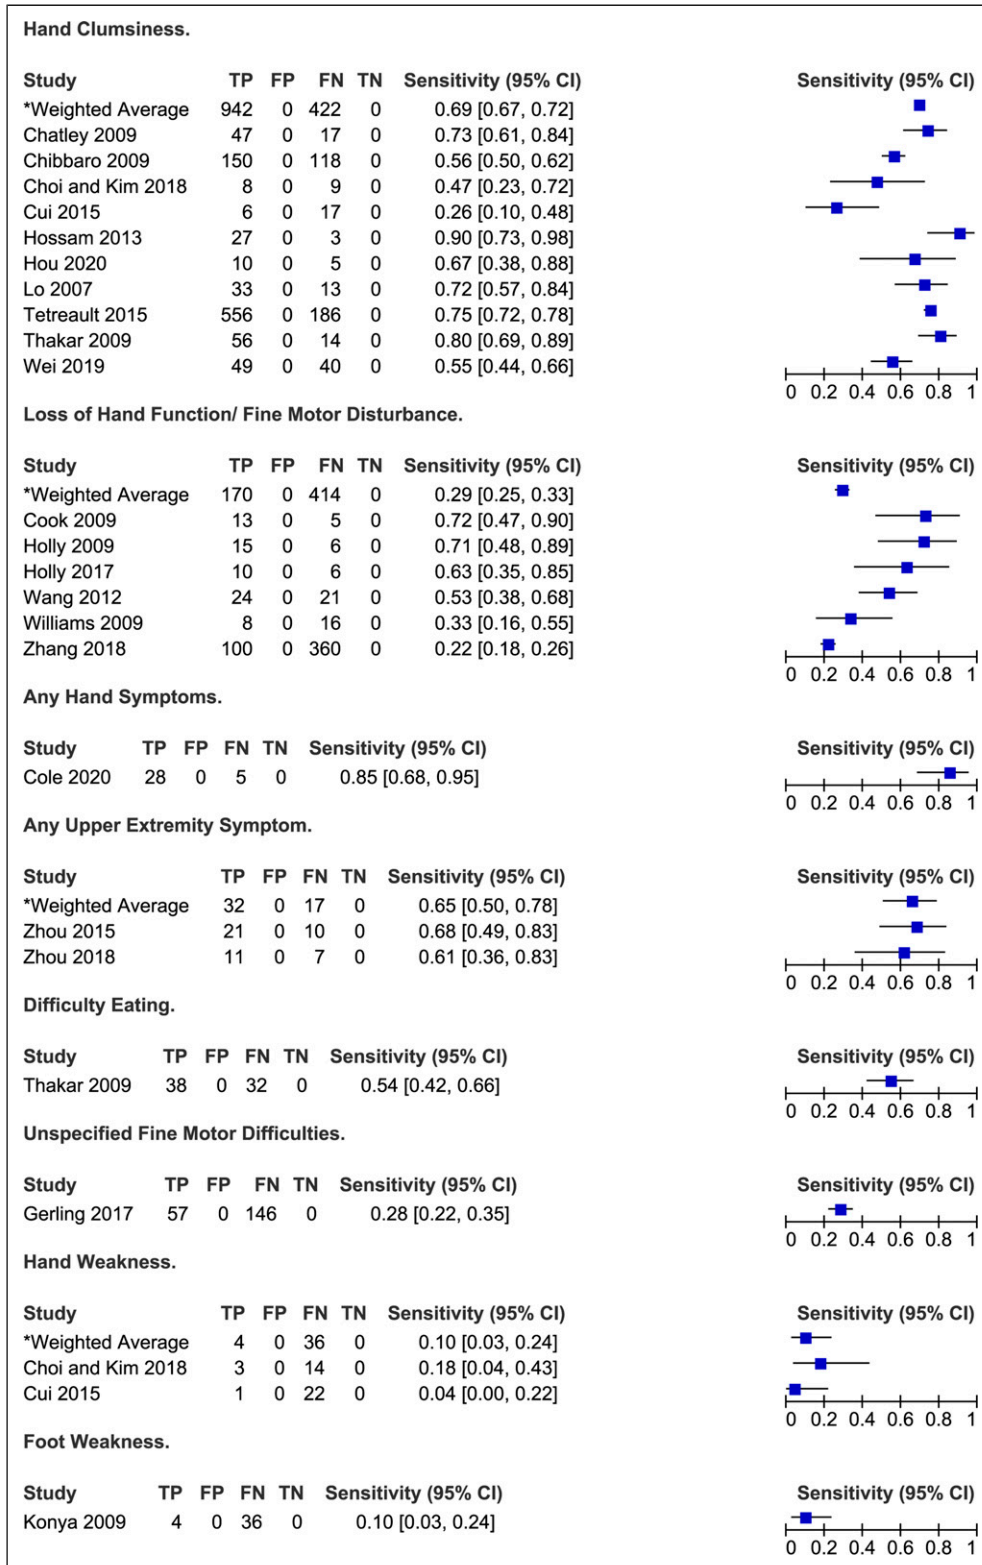 Hand Clumsiness.
Study TP FP FN TN Sensitivity (95% CI) Sensitivity (95% CI)
*Weighted Average 942 0 422 0 0.69 [0.67, 0.72]
Chatley 2009 47 0 17 0 0.73 [0.61, 0.84]
Chibbaro 2009 150 0 118 0 0.56 [0.50, 0.62]
Choi and Kim 2018 8 0 9 0 0.47 [0.23, 0.72]
Cui 2015 6 0 17 0 0.26 [0.10, 0.48]
Hossam 2013 27 0 3 0 0.90 [0.73, 0.98]
Hou 2020 10 0 5 0 0.67 [0.38, 0.88]
Lo 2007 33 0 13 0 0.72 [0.57, 0.84]
Tetreault 2015 556 0 186 0 0.75 [0.72, 0.78]
Thakar 2009 56 0 14 0 0.80 [0.69, 0.89]
Wei 2019 49 0 40 0 0.55 [0.44, 0.66]
0 0.2 0.4 0.6 0.8 1
Loss of Hand Function/ Fine Motor Disturbance.
Study TP FP FN TN Sensitivity (95% CI) Sensitivity (95% CI)
*Weighted Average 170 0 414 0 0.29 [0.25, 0.33]
Cook 2009 13 0 5 0 0.72 [0.47, 0.90]
Holly 2009 15 0 6 0 0.71 [0.48, 0.89]
Holly 2017 10 0 6 0 0.63 [0.35, 0.85]
Wang 2012 24 0 21 0 0.53 [0.38, 0.68]
Williams 2009 8 0 16 0 0.33 [0.16, 0.55]
Zhang 2018 100 0 360 0 0.22 [0.18, 0.26]
0 0.2 0.4 0.6 0.8 1
Any Hand Symptoms.
Study TP FP FN TN Sensitivity (95% CI) Sensitivity (95% CI)
Cole 2020 28 0 5 0 0.85 [0.68, 0.95]
0 0.2 0.4 0.6 0.8 1
Any Upper Extremity Symptom.
Study TP FP FN TN Sensitivity (95% CI) Sensitivity (95% CI)
*Weighted Average 32 0 17 0 0.65 [0.50, 0.78]
Zhou 2015 21 0 10 0 0.68 [0.49, 0.83]
Zhou 2018 11 0 7 0 0.61 [0.36, 0.83]
0 0.2 0.4 0.6 0.8 1
Difficulty Eating.
Study TP FP FN TN Sensitivity (95% CI) Sensitivity (95% CI)
Thakar 2009 38 0 32 0 0.54 [0.42, 0.66]
0 0.2 0.4 0.6 0.8 1
Unspecified Fine Motor Difficulties.
Study TP FP FN TN Sensitivity (95% CI) Sensitivity (95% CI)
Gerling 2017 57 0 146 0 0.28 [0.22, 0.35]
0 0.2 0.4 0.6 0.8 1
Hand Weakness.
Study TP FP FN TN Sensitivity (95% CI) Sensitivity (95% CI)
*Weighted Average 4 0 36 0 0.10 [0.03, 0.24]
Choi and Kim 2018 3 0 14 0 0.18 [0.04, 0.43]
Cui 2015 1 0 22 0 0.04 [0.00, 0.22]
0 0.2 0.4 0.6 0.8 1
Foot Weakness.
Study TP FP FN TN Sensitivity (95% CI) Sensitivity (95% CI)
Konya 2009 4 0 36 0 0.10 [0.03, 0.24]
0 0.2 0.4 0.6 0.8 1